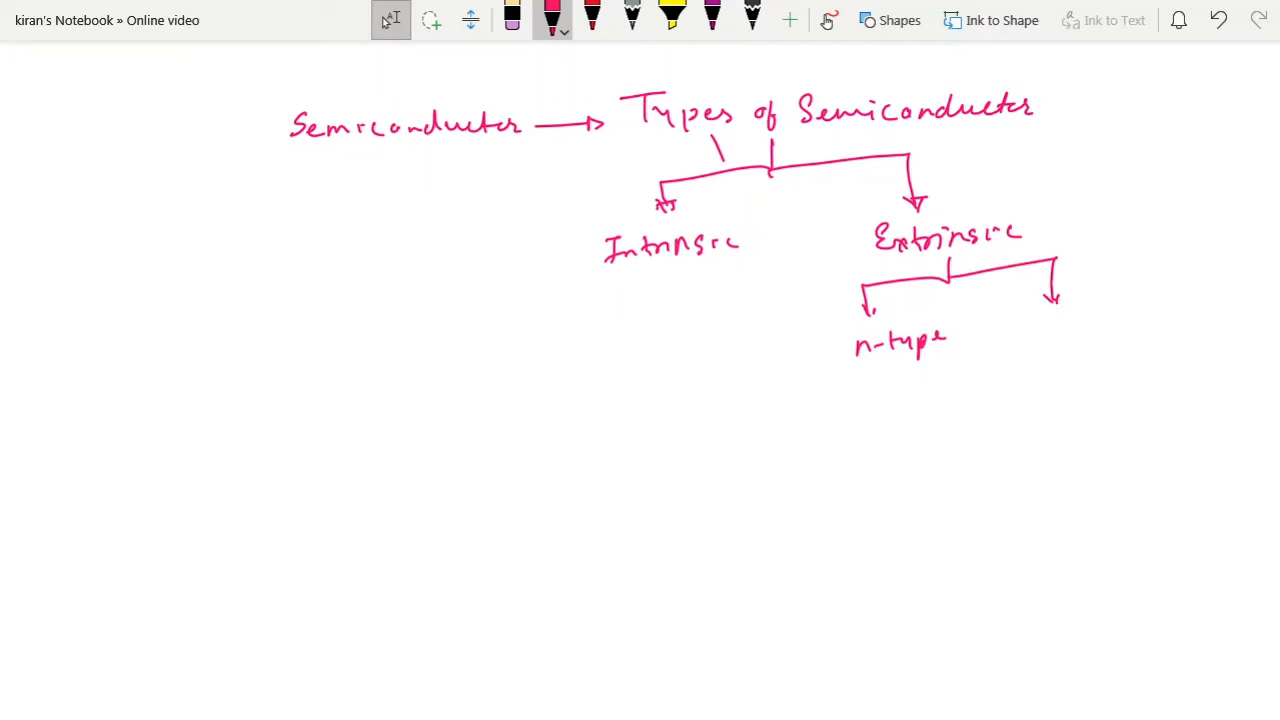 kiran's Notebook » Online video
Shapes
Ink to Shape
Ink to Text
Semiconductor → Types of Semiconductor
Intrinsic
Extrinsic
n-type